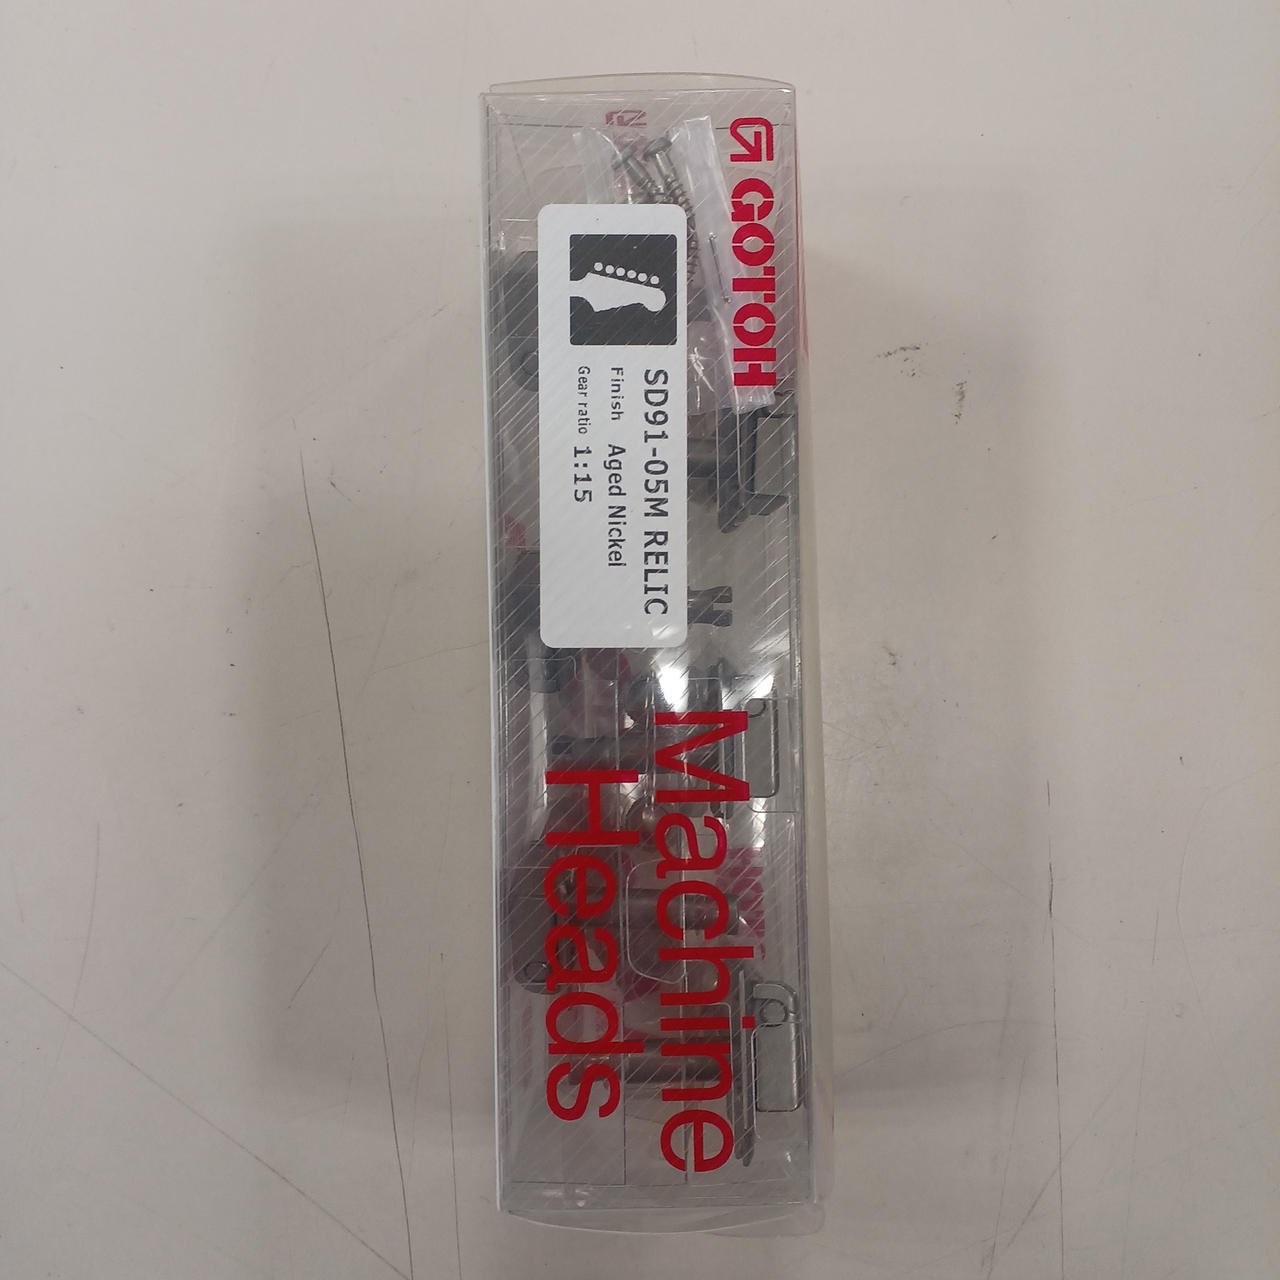 GOTOH
SD91-05M RELIC
Finish Aged Nickel
Gear ratio 1:15
Machine
Heads